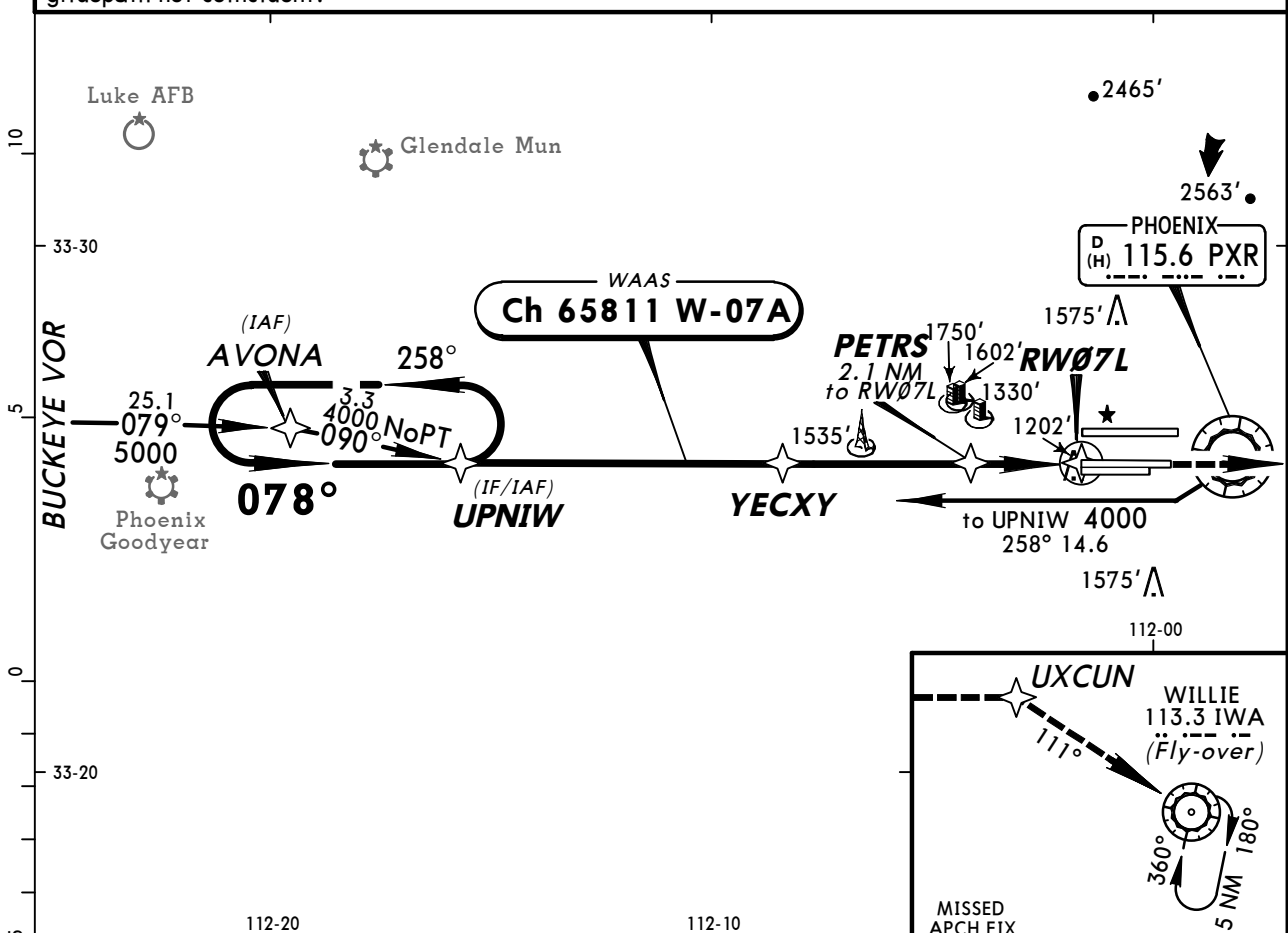 Luke AFB
Glendale Mun
2465'
2563'
10
33-30
PHOENIX
D
(H) 115.6 PXR
WAAS
Ch 65811 W-07A
1575'
BUCKEYE VOR
(IAF)
AVONA
258°
PETRS
2.1 NM
to RWØ7L
1750'
1602'
RWØ7L
1330'
5
25.1
079°
5000
3.3
4000 NoPT
090°
1535'
1202'
078°
(IF/IAF)
UPNIW
YECXY
Phoenix
Goodyear
to UPNIW 4000
258° 14.6
1575'
112-00
0
UXCUN
WILLIE
113.3 IWA
(Fly-over)
111°
33-20
360°
180°
5 NM
MISSED
APCH FIX
112-20
112-10